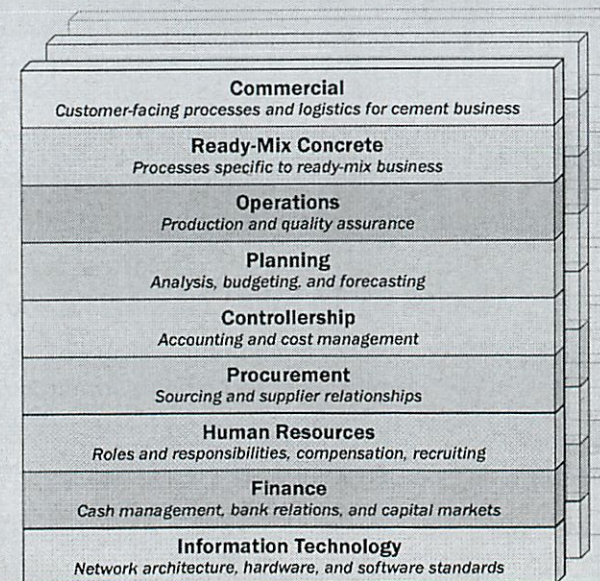 Commercial
Customer-facing processes and logistics for cement business
Ready-Mix Concrete
Processes specific to ready-mix business
Operations
Production and quality assurance
Planning
Analysis, budgeting, and forecasting
Controllership
Accounting and cost management
Procurement
Sourcing and supplier relationships
Human Resources
Roles and responsibilities, compensation, recruiting
Finance
Cash management, bank relations, and capital markets
Information Technology
Network architecture, hardware, and software standards